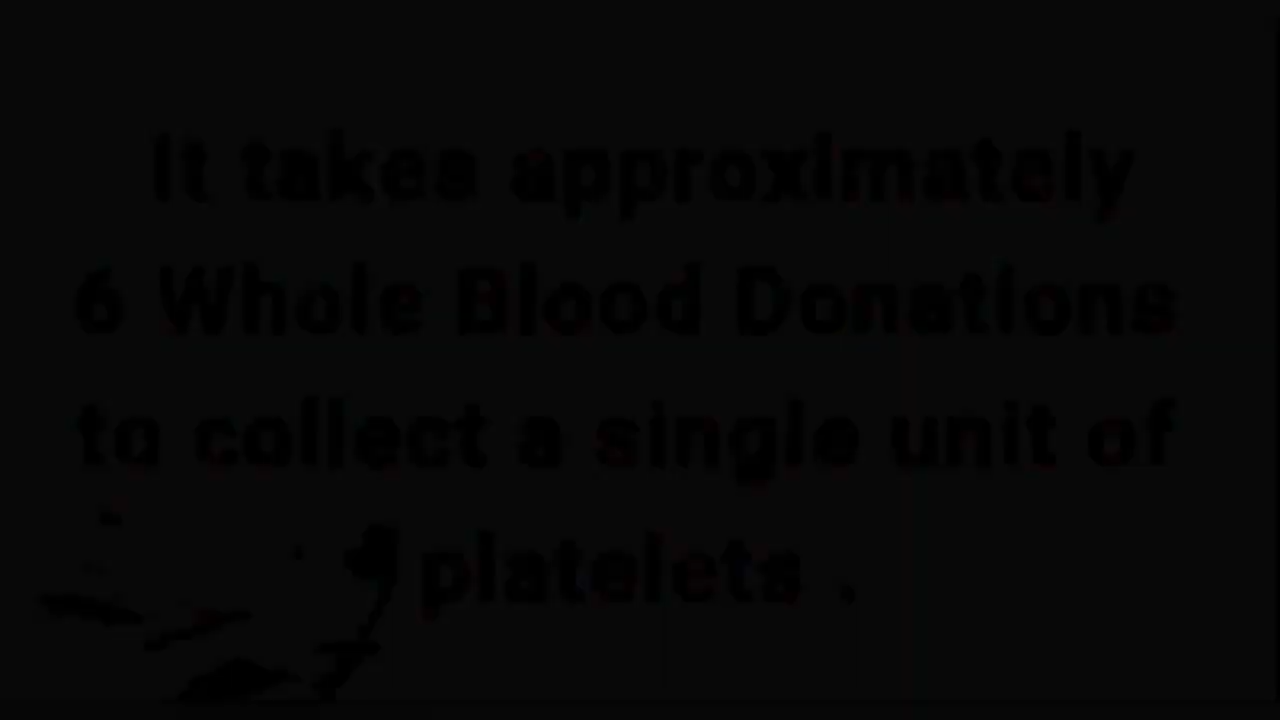 It takes approximately
6 Whole Blood Donations
to collect a single unit of
platelets .